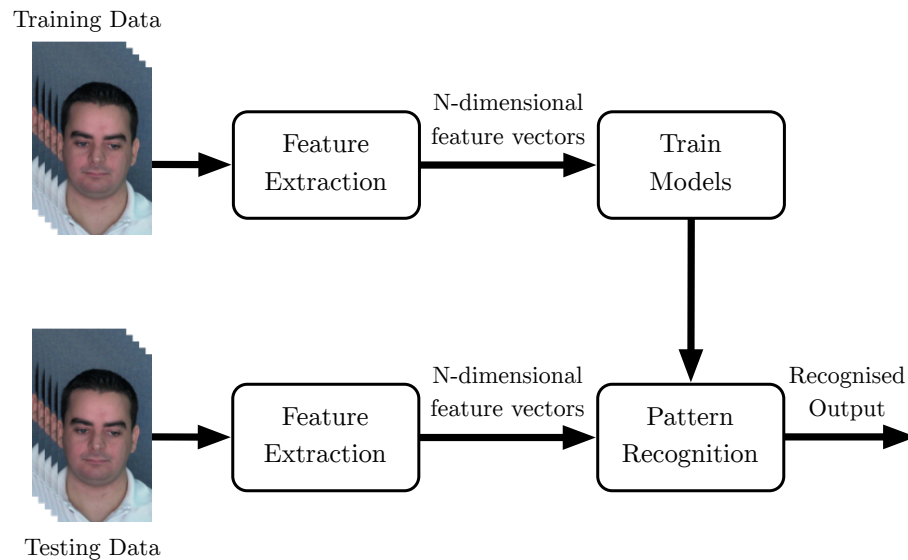 Training Data
Feature
Extraction
N-dimensional
feature vectors
Train
Models
Feature
Extraction
N-dimensional
feature vectors
Pattern
Recognition
Recognised
Output
Testing Data